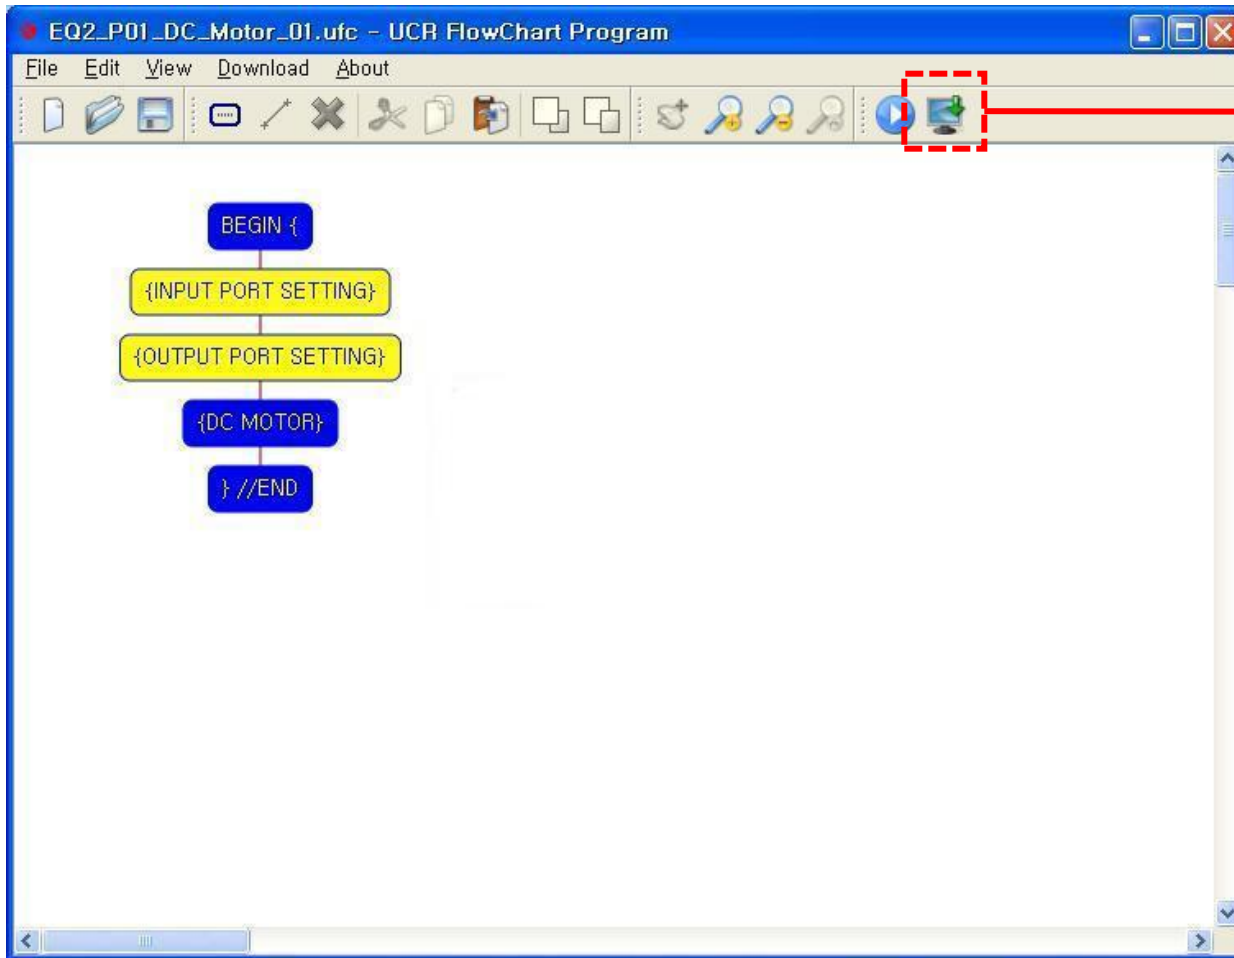 EQ2_P01_DC_Motor_01.ufc - UCR FlowChart Program
File Edit View Download About
BEGIN {
{INPUT PORT SETTING}
{OUTPUT PORT SETTING}
{DC MOTOR}
} //END